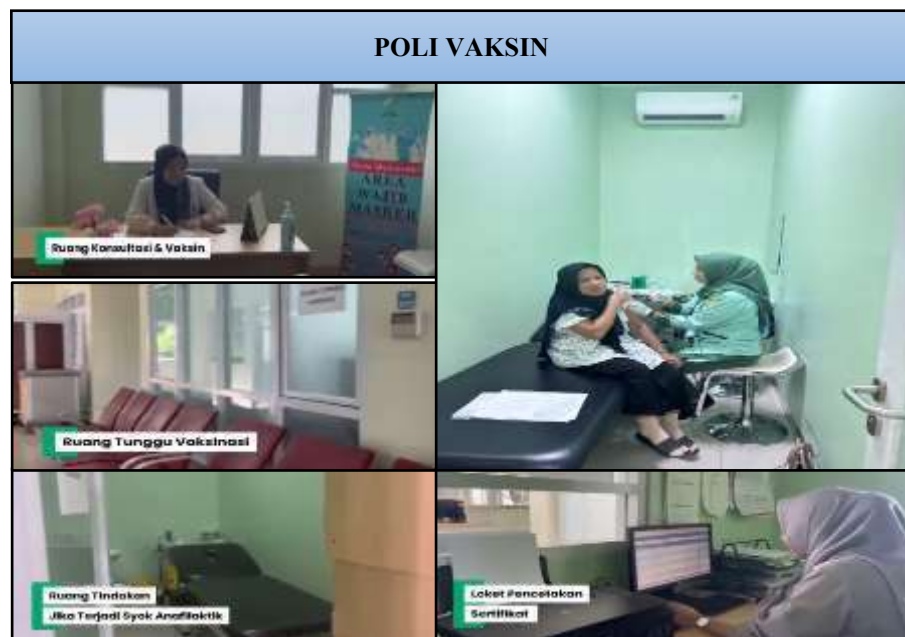 POLI VAKSIN
AREA
WAJIB
MASKER
Ruang Konsultasi & Vaksin
Ruang Tunggu Vaksinasi
Ruang Tindakan
Jika Terjadi Syok Anafilaktik
Loket Pencetakan
Sertifikat